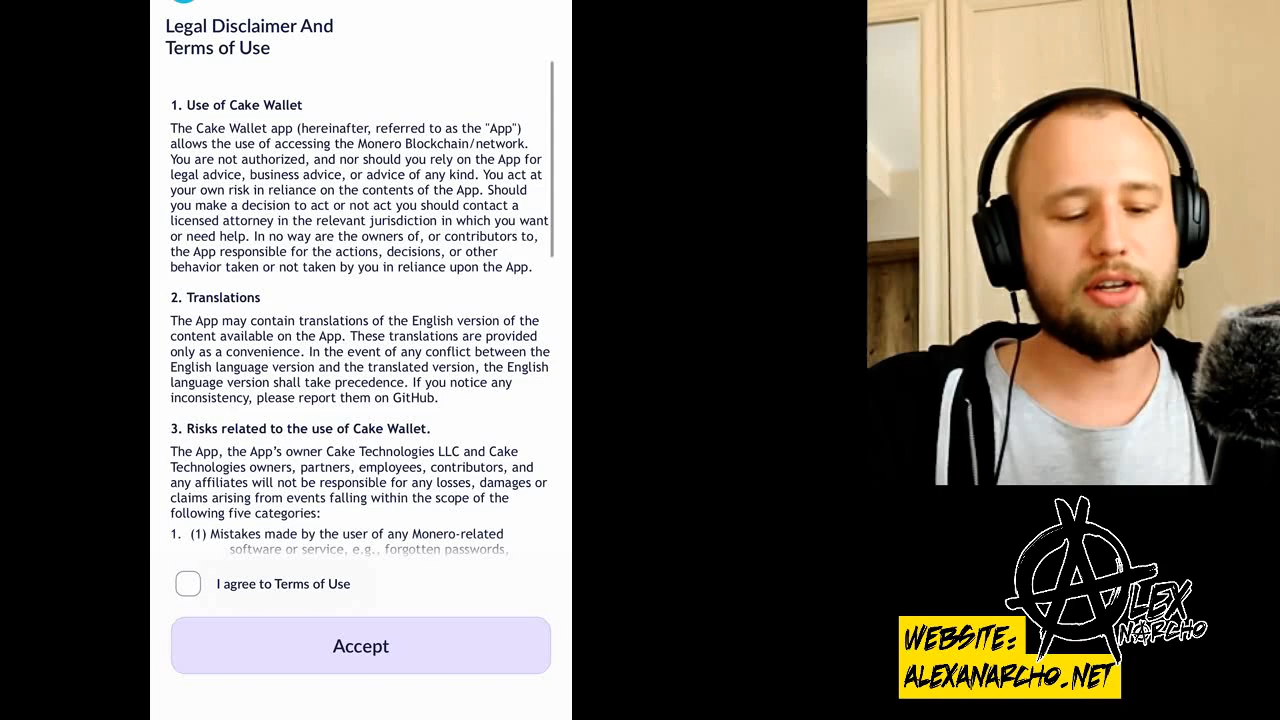 Legal Disclaimer And
Terms of Use
1. Use of Cake Wallet
The Cake Wallet app (hereinafter, referred to as the "App")
allows the use of accessing the Monero Blockchain/network.
You are not authorized, and nor should you rely on the App for
legal advice, business advice, or advice of any kind. You act at
your own risk in reliance on the contents of the App. Should
you make a decision to act or not act you should contact a
licensed attorney in the relevant jurisdiction in which you want
or need help. In no way are the owners of, or contributors to,
the App responsible for the actions, decisions, or other
behavior taken or not taken by you in reliance upon the App.
2. Translations
The App may contain translations of the English version of the
content available on the App. These translations are provided
only as a convenience. In the event of any conflict between the
English language version and the translated version, the English
language version shall take precedence. If you notice any
inconsistency, please report them on GitHub.
3. Risks related to the use of Cake Wallet.
The App, the App’s owner Cake Technologies LLC and Cake
Technologies owners, partners, employees, contributors, and
any affiliates will not be responsible for any losses, damages or
claims arising from events falling within the scope of the
following five categories:
1. (1) Mistakes made by the user of any Monero-related
software or service, e.g., forgotten passwords,
I agree to Terms of Use
Accept
ALEX
ANARCHO
WEBSITE:
ALEXANARCHO.NET